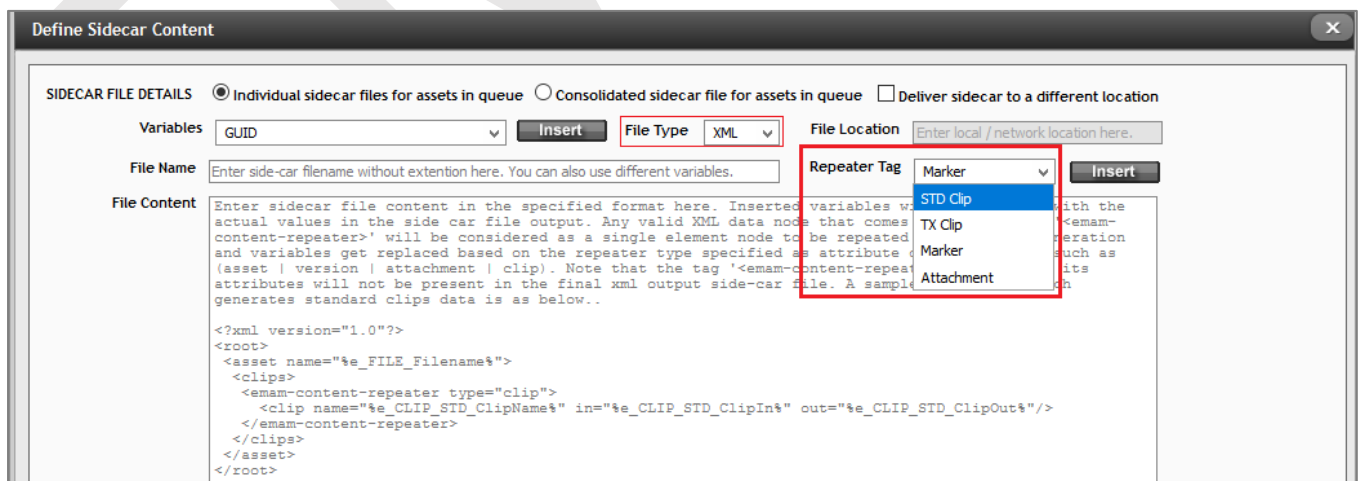 Define Sidecar Content x
SIDECAR FILE DETAILS Individual sidecar files for assets in queue Consolidated sidecar file for assets in queue Deliver sidecar to a different location
Variables GUID Insert File Type XML File Location Enter local / network location here.
File Name Enter side-car filename without extention here. You can also use different variables. Repeater Tag Marker Insert
STD Clip
TX Clip
Marker
Attachment
File Content Enter sidecar file content in the specified format here. Inserted variables with the
actual values in the side car file output. Any valid XML data node that comes '<emam-
content-repeater>' will be considered as a single element node to be repeated
and variables get replaced based on the repeater type specified as attribute such as
(asset | version | attachment | clip). Note that the tag '<emam-content- its
attributes will not be present in the final xml output side-car file. A
generates standard clips data is as below..
<?xml version="1.0"?>
<root>
<asset name="%e_FILE_Filename%">
<clips>
<emam-content-repeater type="clip">
<clip name="%e_CLIP_STD_ClipName%" in="%e_CLIP_STD_ClipIn%" out="%e_CLIP_STD_ClipOut%"/>
</emam-content-repeater>
</clips>
</asset>
</root>